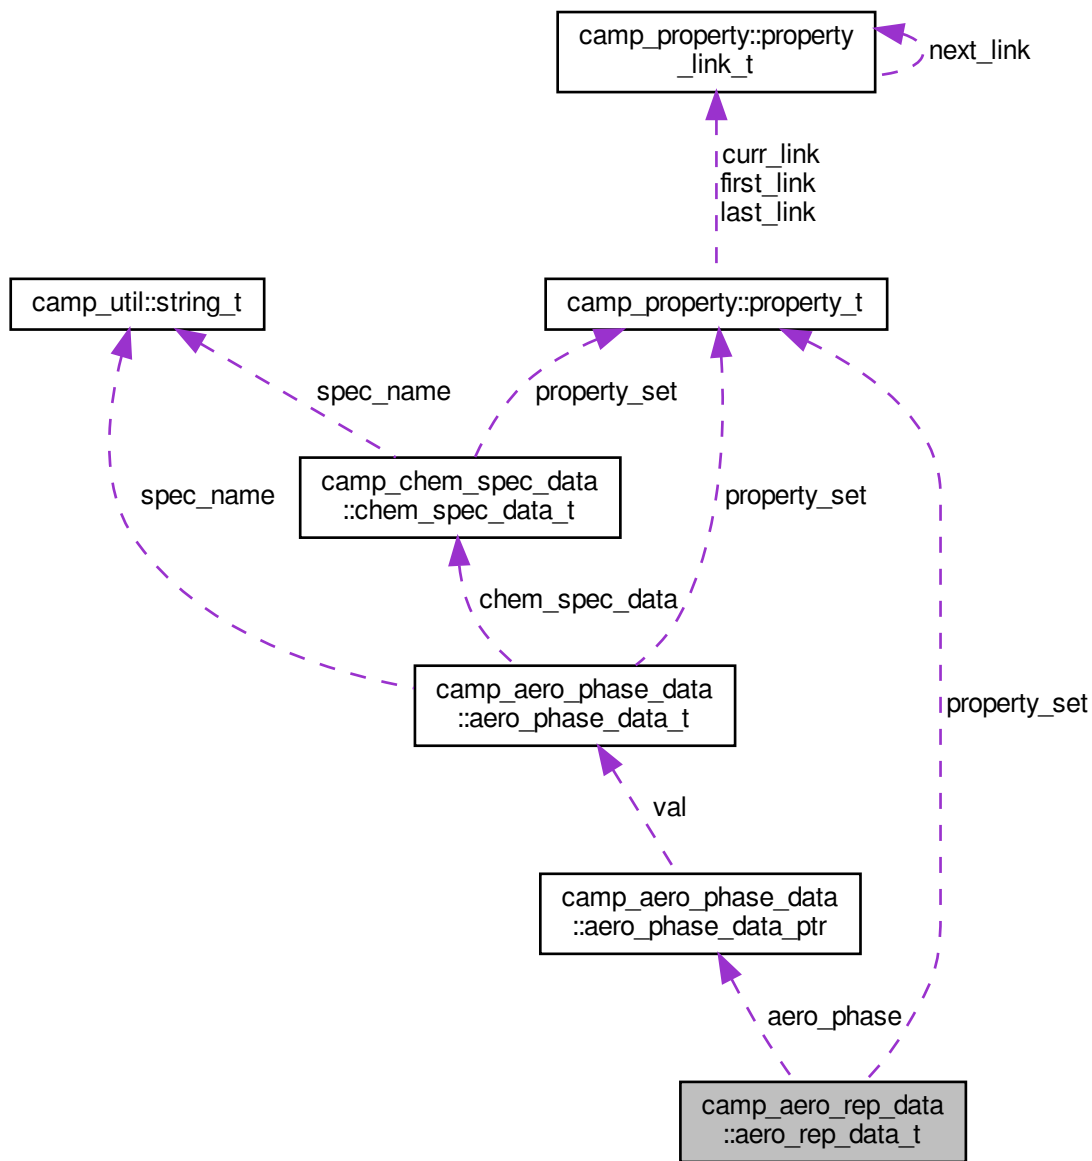 camp_property::property
_link_t
next_link
curr_link
first_link
last_link
camp_util::string_t
camp_property::property_t
spec_name
property_set
camp_chem_spec_data
::chem_spec_data_t
spec_name
property_set
chem_spec_data
camp_aero_phase_data
::aero_phase_data_t
property_set
val
camp_aero_phase_data
::aero_phase_data_ptr
aero_phase
camp_aero_rep_data
::aero_rep_data_t